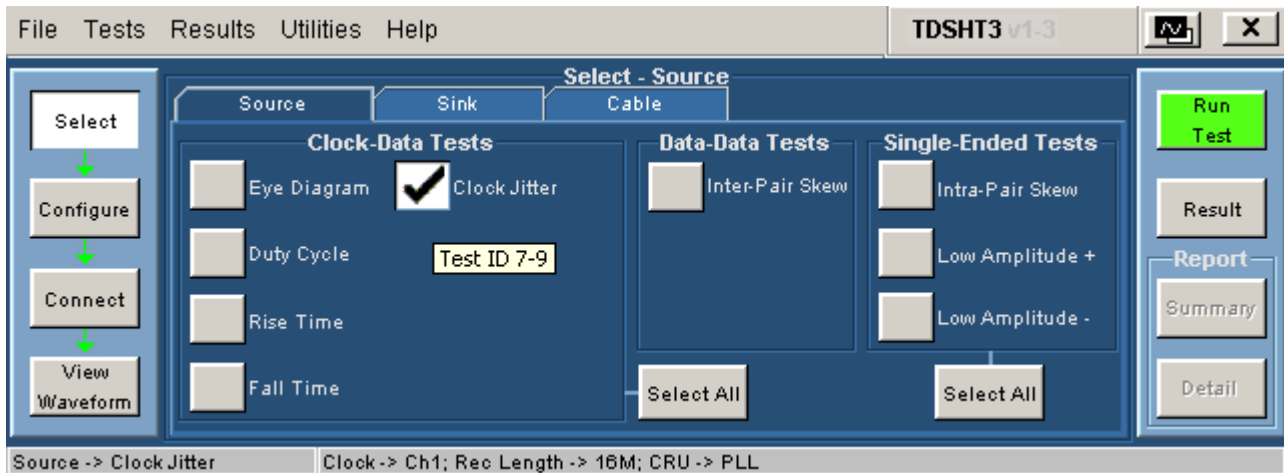 File Tests Results Utilities Help TDSHT3 v1-3
Select - Source
Source Sink Cable
Select
Configure
Connect
View
Waveform
Clock-Data Tests
Eye Diagram
Clock Jitter
Duty Cycle
Test ID 7-9
Rise Time
Fall Time
Data-Data Tests
Inter-Pair Skew
Select All
Single-Ended Tests
Intra-Pair Skew
Low Amplitude +
Low Amplitude -
Select All
Run
Test
Result
Report
Summary
Detail
Source -> Clock Jitter
Clock -> Ch1; Rec Length -> 16M; CRU -> PLL